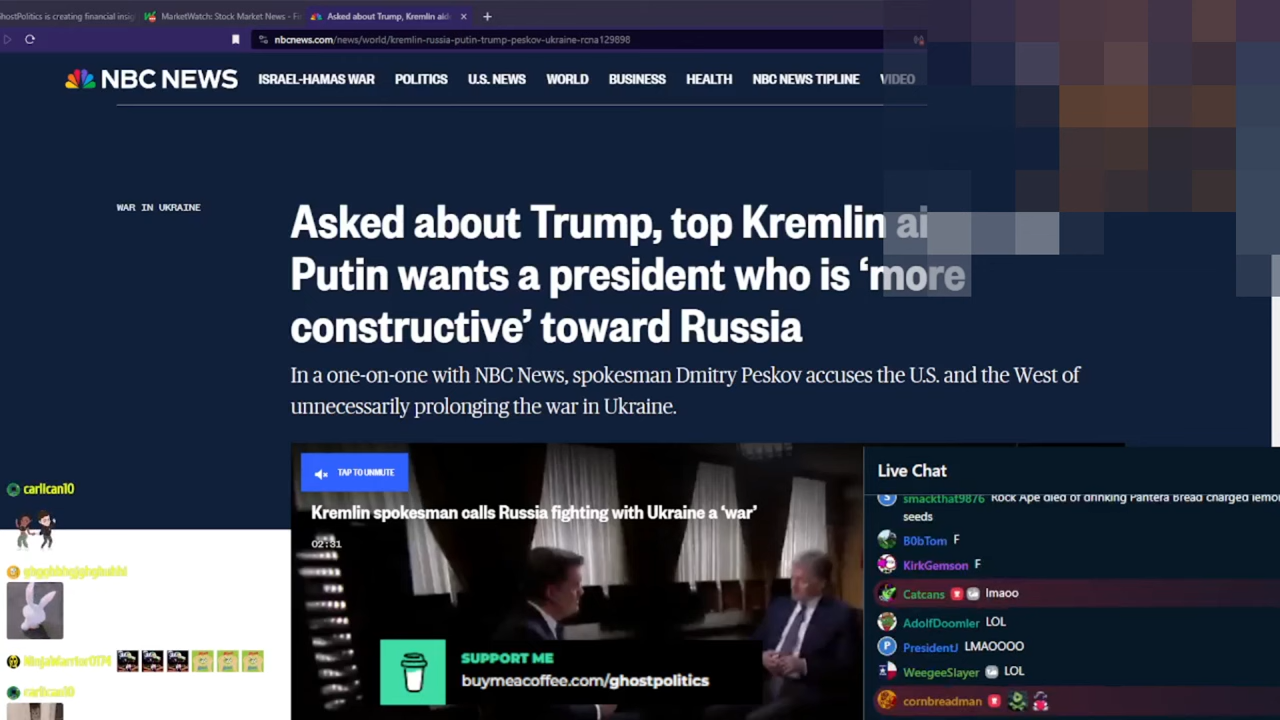 GhostPolitics is creating financial insig
MarketWatch: Stock Market News - Fi
Asked about Trump, Kremlin aid
nbcnews.com/news/world/kremlin-russia-putin-trump-peskov-ukraine-rcna129898
NBC NEWS
ISRAEL-HAMAS WAR
POLITICS
U.S. NEWS
WORLD
BUSINESS
HEALTH
NBC NEWS TIPLINE
VIDEO
WAR IN UKRAINE
Asked about Trump, top Kremlin ai
Putin wants a president who is ‘more
constructive’ toward Russia
In a one-on-one with NBC News, spokesman Dmitry Peskov accuses the U.S. and the West of
unnecessarily prolonging the war in Ukraine.
TAP TO UNMUTE
Kremlin spokesman calls Russia fighting with Ukraine a ‘war’
02:31
SUPPORT ME
buymeacoffee.com/ghostpolitics
carlican10
NinjaWarrior0174
carlican10
Live Chat
smackthat9876 Rock Ape died of drinking Pantera Bread charged lemo
seeds
B0bTom F
KirkGemson F
Catcans lmaoo
AdolfDoomler LOL
PresidentJ LMAOOOO
WeegeeSlayer LOL
cornbreadman